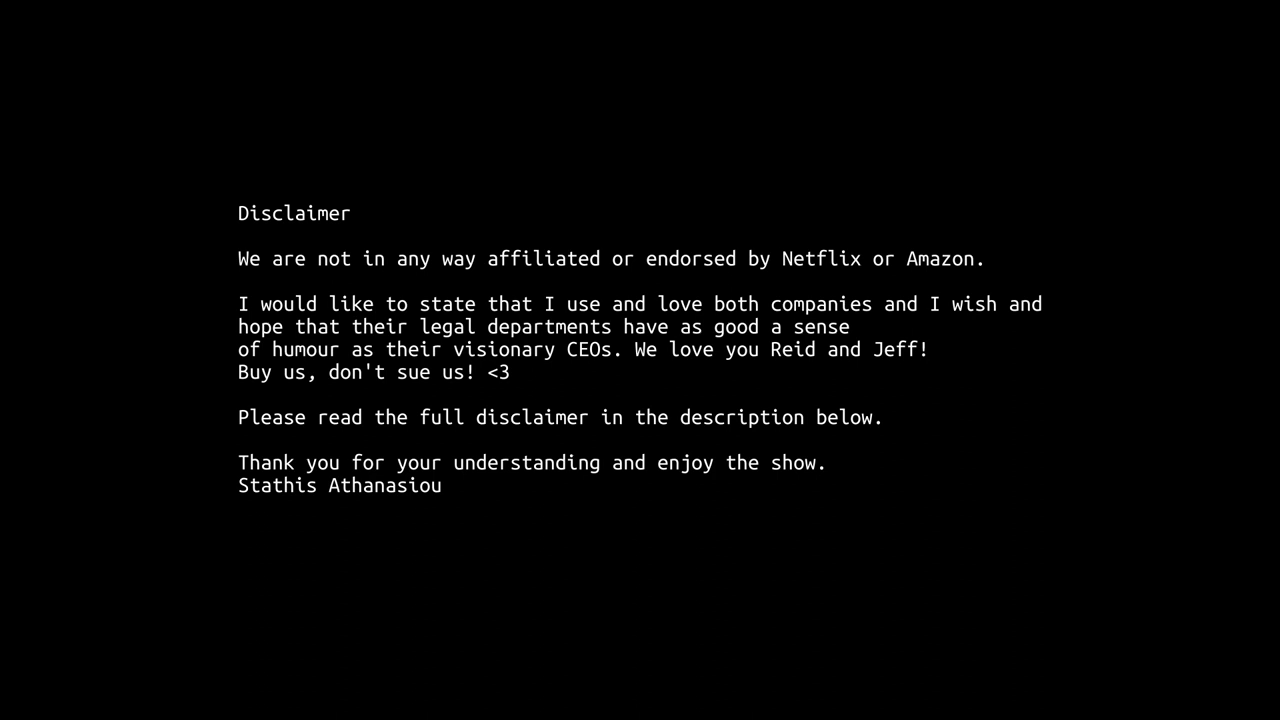 Disclaimer
We are not in any way affiliated or endorsed by Netflix or Amazon.
I would like to state that I use and love both companies and I wish and
hope that their legal departments have as good a sense
of humour as their visionary CEOs. We love you Reid and Jeff!
Buy us, don't sue us! <3
Please read the full disclaimer in the description below.
Thank you for your understanding and enjoy the show.
Stathis Athanasiou